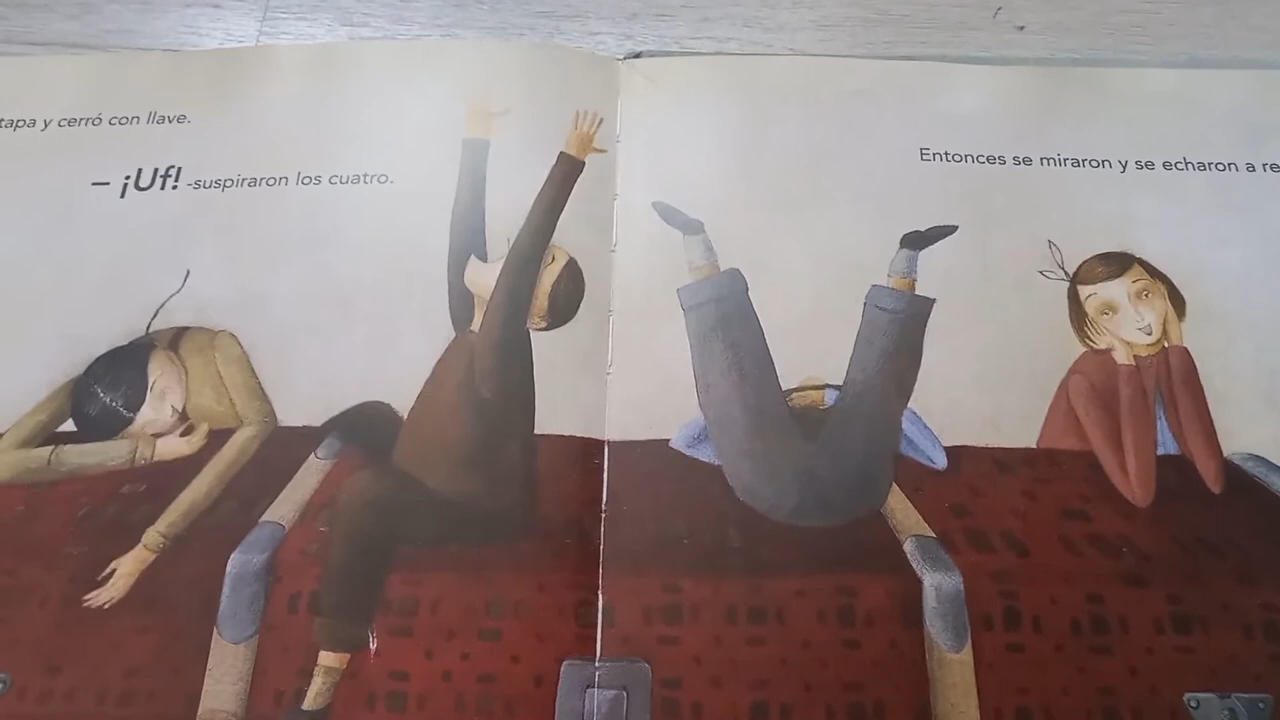 tapa y cerró con llave.
– ¡Uf! -suspiraron los cuatro.
Entonces se miraron y se echaron a